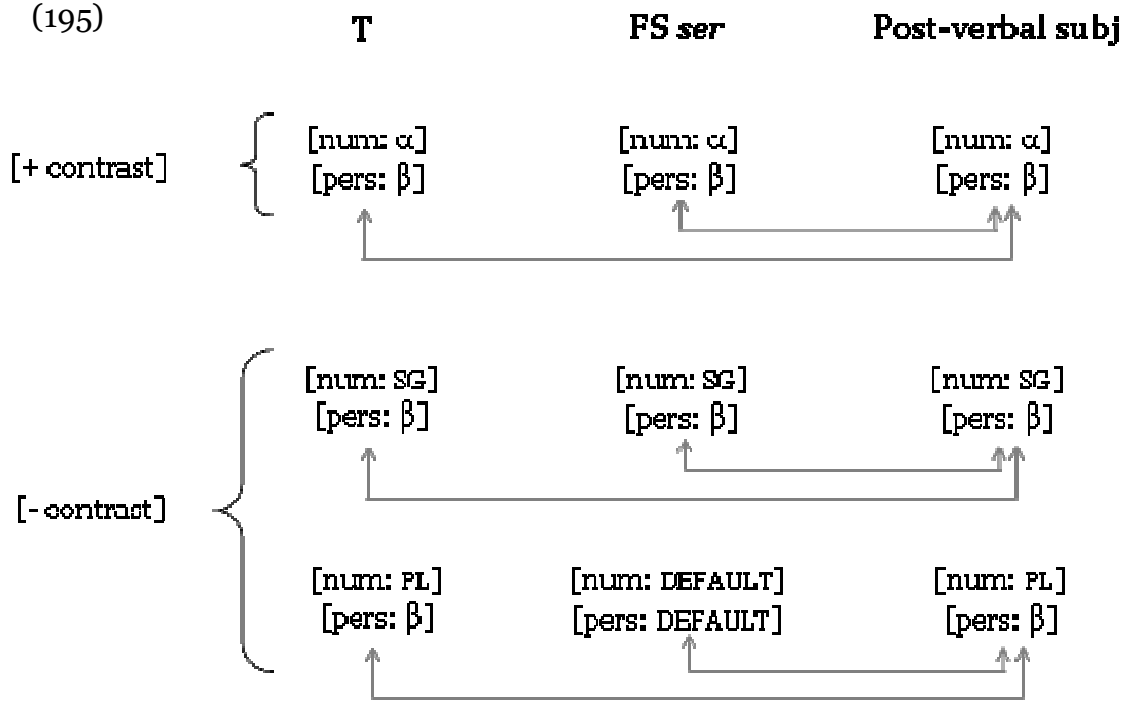 (195)
T FS ser Post-verbal subj
[num: α] [num: α] [num: α]
[+ contrast]
[pers: β] [pers: β] [pers: β]
[num: SG] [num: SG] [num: SG]
[pers: β] [pers: β] [pers: β]
[- contrast]
[num: PL] [num: DEFAULT] [num: PL]
[pers: β] [pers: DEFAULT] [pers: β]